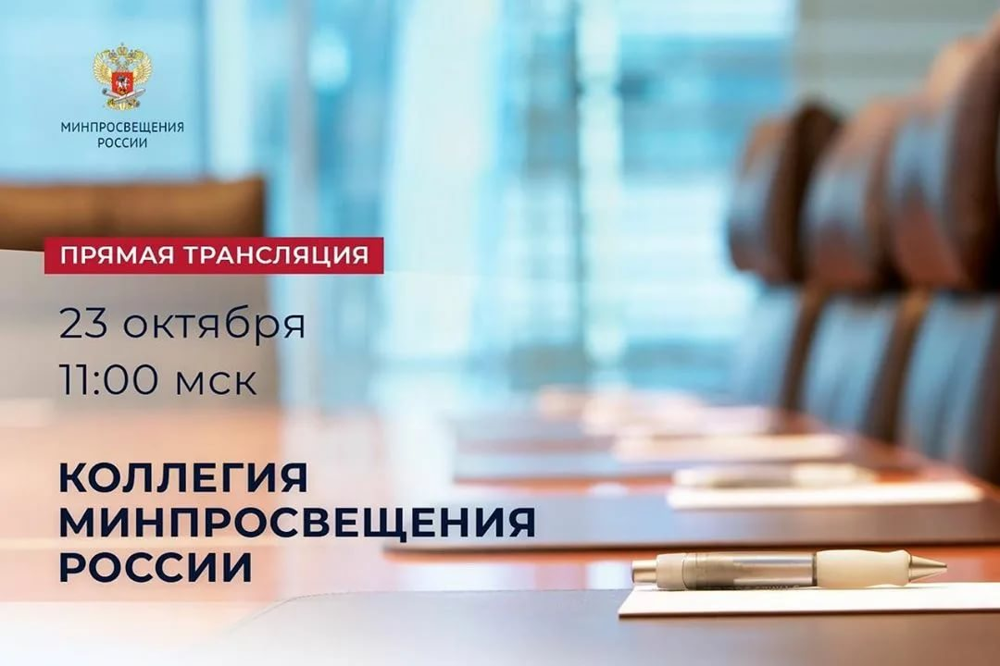 МИНПРОСВЕЩЕНИЯ
РОССИИ
ПРЯМАЯ ТРАНСЛЯЦИЯ
23 октября
11:00 мск
КОЛЛЕГИЯ
МИНПРОСВЕЩЕНИЯ
РОССИИ